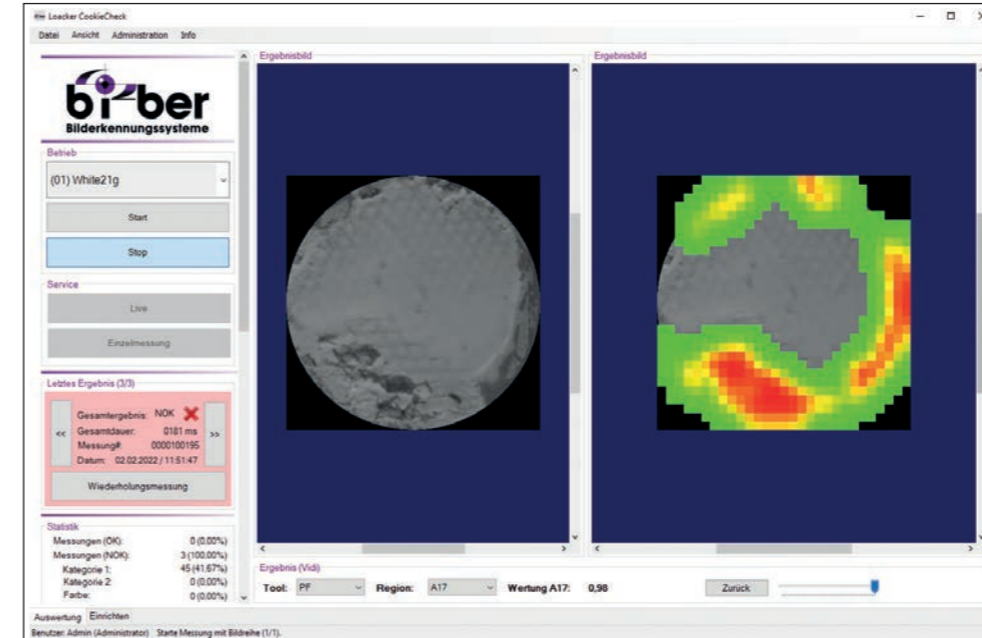 Loacker CookieCheck
Datei Ansicht Administration Info
bi ber
Bilderkennungssysteme
Betrieb
(01) White21g
Start
Stop
Service
Live
Einzelmessung
Letztes Ergebnis (3/3)
<<
Gesamtergebnis: NOK
Gesamtdauer: 0181 ms
Messung#: 0000100195
Datum: 02.02.2022 / 11:51:47
>>
Wiederholungsmessung
Statistik
Messungen (OK): 0 (0.00%)
Messungen (NOK): 3 (100,00%)
Kategorie 1: 45 (41,67%)
Kategorie 2: 0 (0.00%)
Farbe: 0 (0.00%)
Ergebnisbild
Ergebnisbild
Ergebnis (Vidi)
Tool: PF Region: A17 Wertung A17: 0,98 Zurück
Auswertung Einrichten
Benutzer: Admin (Administrator) Starte Messung mit Bildreihe (1/1).